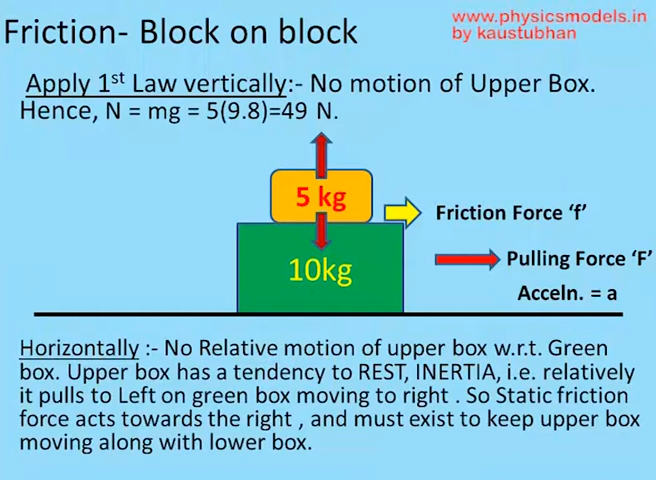 Friction- Block on block
www.physicsmodels.in
by kaustubhan
Apply 1st Law vertically:- No motion of Upper Box.
Hence, N = mg = 5(9.8)=49 N.
5 kg
Friction Force ‘f’
10kg
Pulling Force ‘F’
Acceln. = a
Horizontally :- No Relative motion of upper box w.r.t. Green
box. Upper box has a tendency to REST, INERTIA, i.e. relatively
it pulls to Left on green box moving to right . So Static friction
force acts towards the right , and must exist to keep upper box
moving along with lower box.